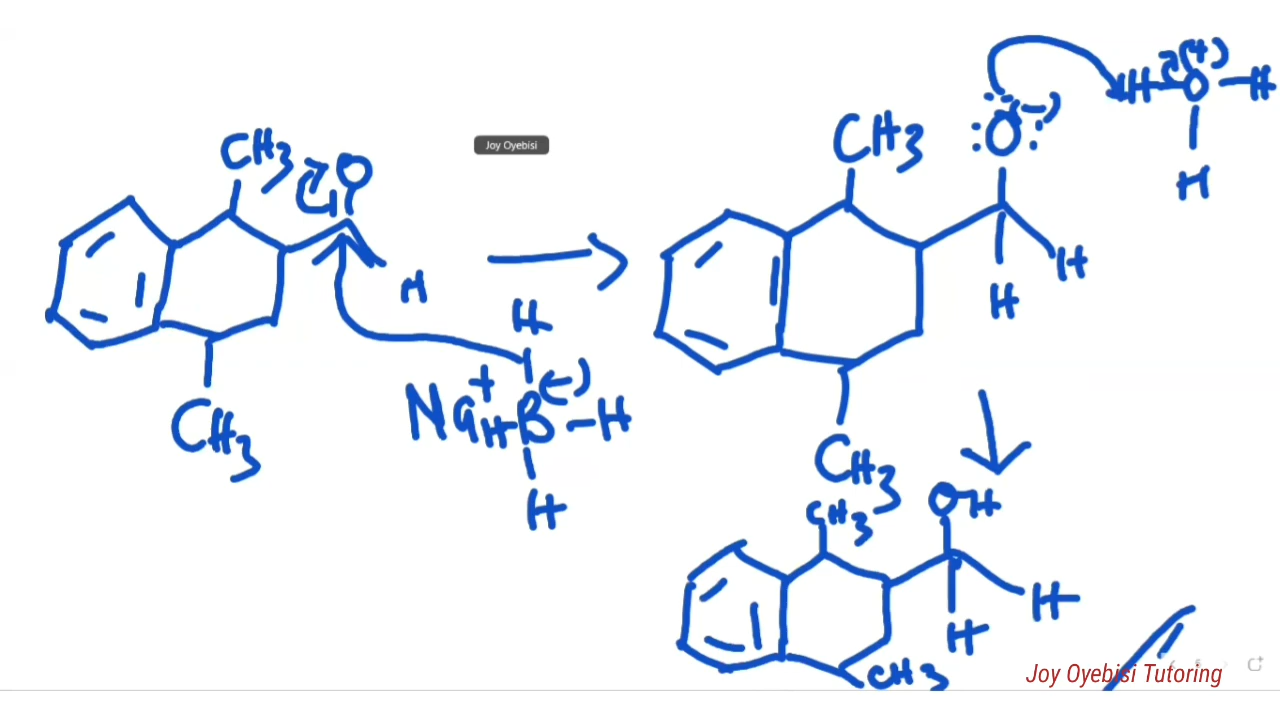 Joy Oyebisi
CH3
O
H
H
Na+ H B (-) H
H
CH3
CH3
:O: (-)
H
H
H O (+) H
H
CH3
CH3
OH
H
H
CH3
Joy Oyebisi Tutoring